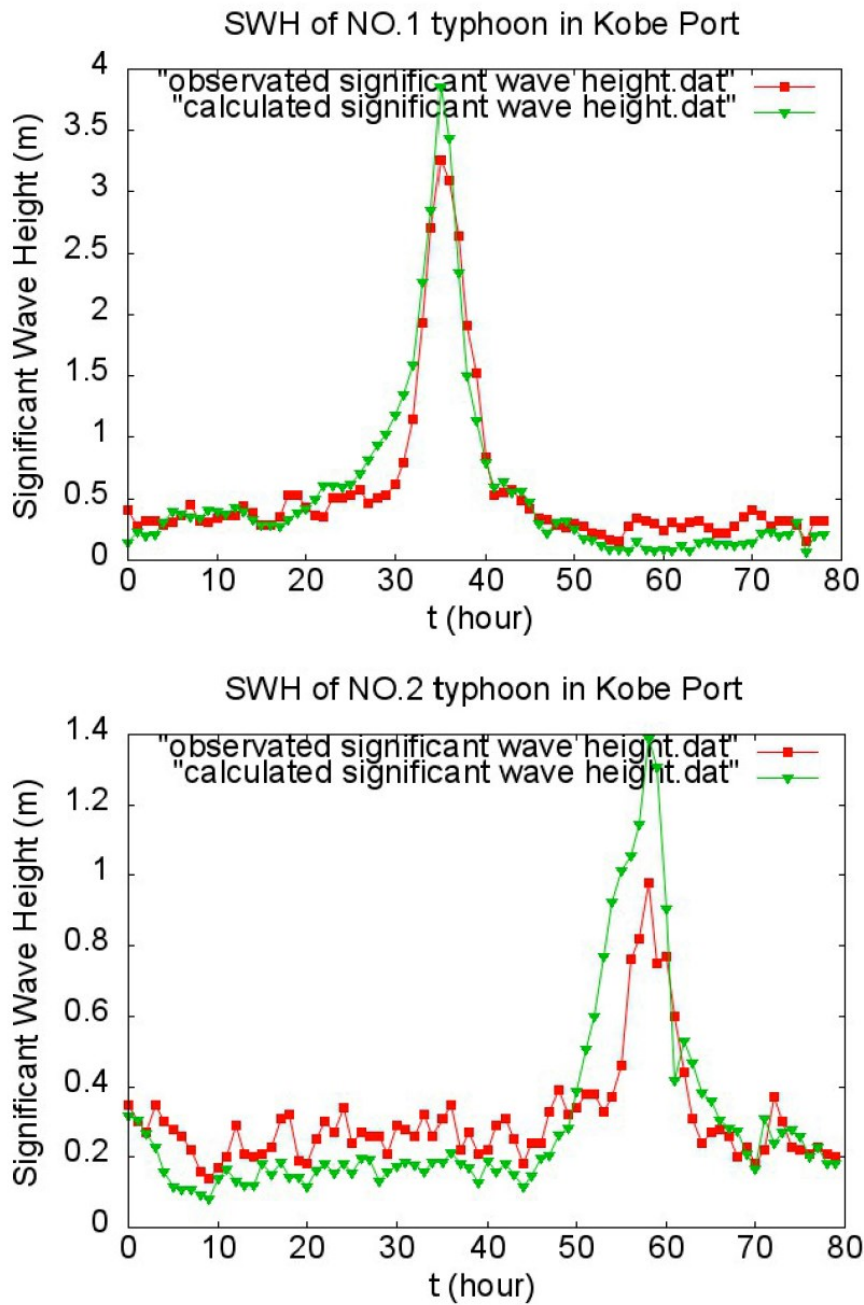 SWH of NO.1 typhoon in Kobe Port
"observated significant wave height.dat"
"calculated significant wave height.dat"
Significant Wave Height (m)
4
3.5
3
2.5
2
1.5
1
0.5
0
0 10 20 30 40 50 60 70 80
t (hour)
SWH of NO.2 typhoon in Kobe Port
"observated significant wave height.dat"
"calculated significant wave height.dat"
Significant Wave Height (m)
1.4
1.2
1
0.8
0.6
0.4
0.2
0
0 10 20 30 40 50 60 70 80
t (hour)